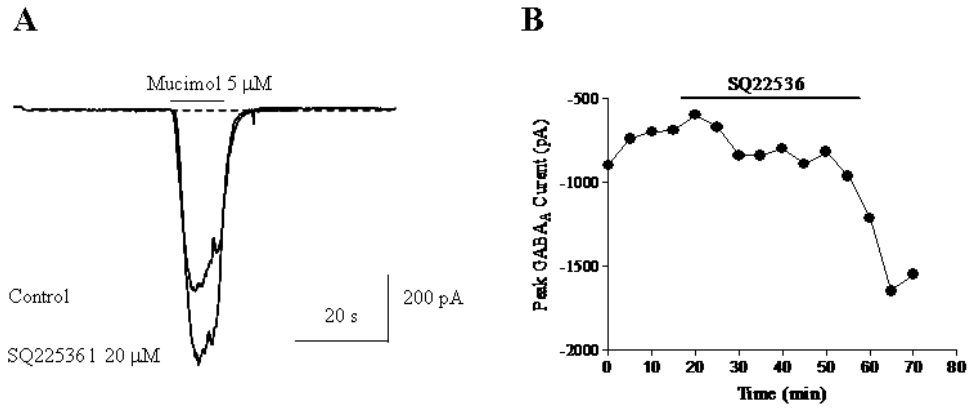 A
Mucimol 5 μM
Control
SQ225361 20 μM
20 s
200 pA
B
SQ22536
Peak GABAA Curent (pA)
-500
-1000
-1500
-2000
0 10 20 30 40 50 60 70 80
Time (min)